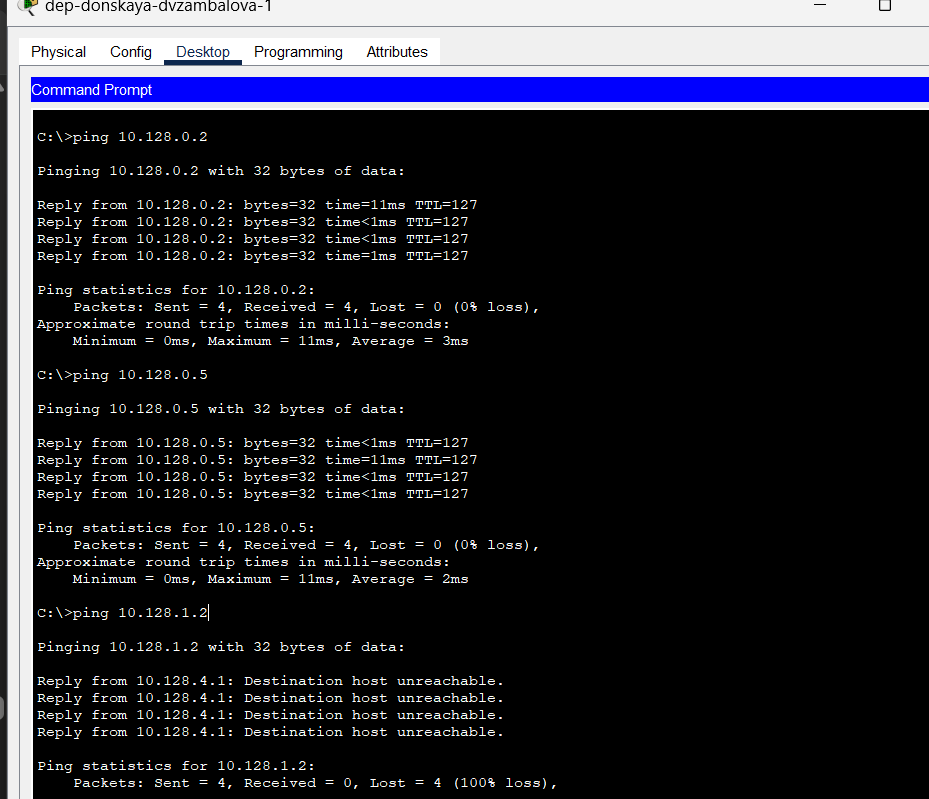 dep-donskaya-dvzambalova-1
Physical Config Desktop Programming Attributes
Command Prompt
C:\>ping 10.128.0.2
Pinging 10.128.0.2 with 32 bytes of data:
Reply from 10.128.0.2: bytes=32 time=11ms TTL=127
Reply from 10.128.0.2: bytes=32 time<1ms TTL=127
Reply from 10.128.0.2: bytes=32 time<1ms TTL=127
Reply from 10.128.0.2: bytes=32 time=1ms TTL=127
Ping statistics for 10.128.0.2:
Packets: Sent = 4, Received = 4, Lost = 0 (0% loss),
Approximate round trip times in milli-seconds:
Minimum = 0ms, Maximum = 11ms, Average = 3ms
C:\>ping 10.128.0.5
Pinging 10.128.0.5 with 32 bytes of data:
Reply from 10.128.0.5: bytes=32 time<1ms TTL=127
Reply from 10.128.0.5: bytes=32 time=11ms TTL=127
Reply from 10.128.0.5: bytes=32 time<1ms TTL=127
Reply from 10.128.0.5: bytes=32 time<1ms TTL=127
Ping statistics for 10.128.0.5:
Packets: Sent = 4, Received = 4, Lost = 0 (0% loss),
Approximate round trip times in milli-seconds:
Minimum = 0ms, Maximum = 11ms, Average = 2ms
C:\>ping 10.128.1.2
Pinging 10.128.1.2 with 32 bytes of data:
Reply from 10.128.4.1: Destination host unreachable.
Reply from 10.128.4.1: Destination host unreachable.
Reply from 10.128.4.1: Destination host unreachable.
Reply from 10.128.4.1: Destination host unreachable.
Ping statistics for 10.128.1.2:
Packets: Sent = 4, Received = 0, Lost = 4 (100% loss),